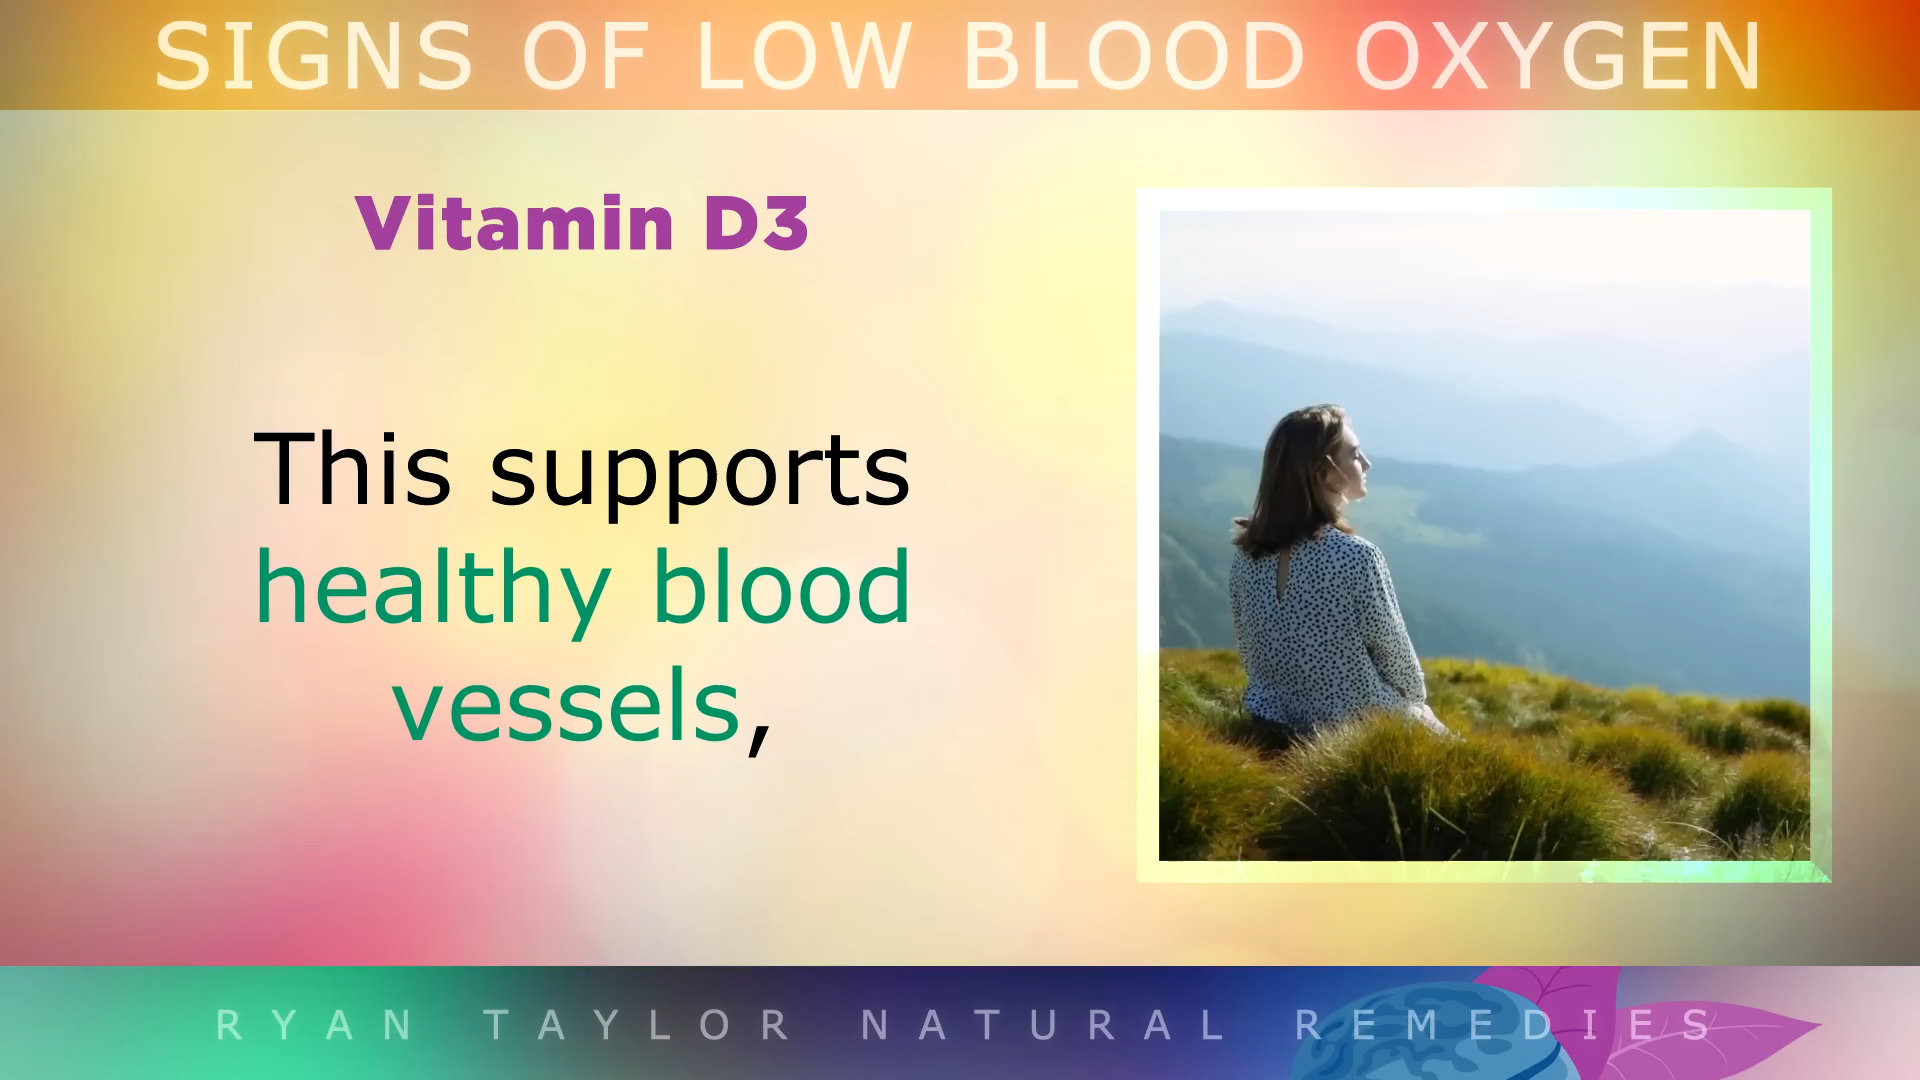 SIGNS OF LOW BLOOD OXYGEN
Vitamin D3
This supports
healthy blood
vessels,
RYAN TAYLOR NATURAL REMEDIES